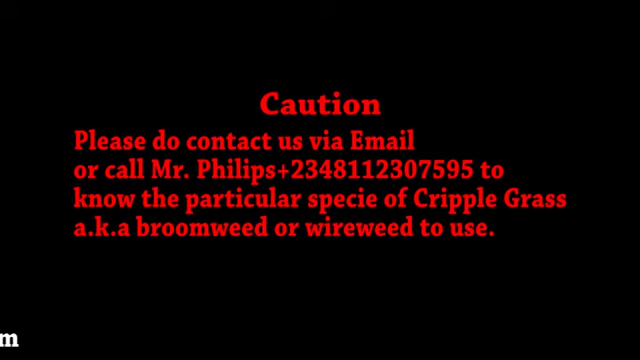 Caution
Please do contact us via Email
or call Mr. Philips+2348112307595 to
know the particular specie of Cripple Grass
a.k.a broomweed or wireweed to use.
m